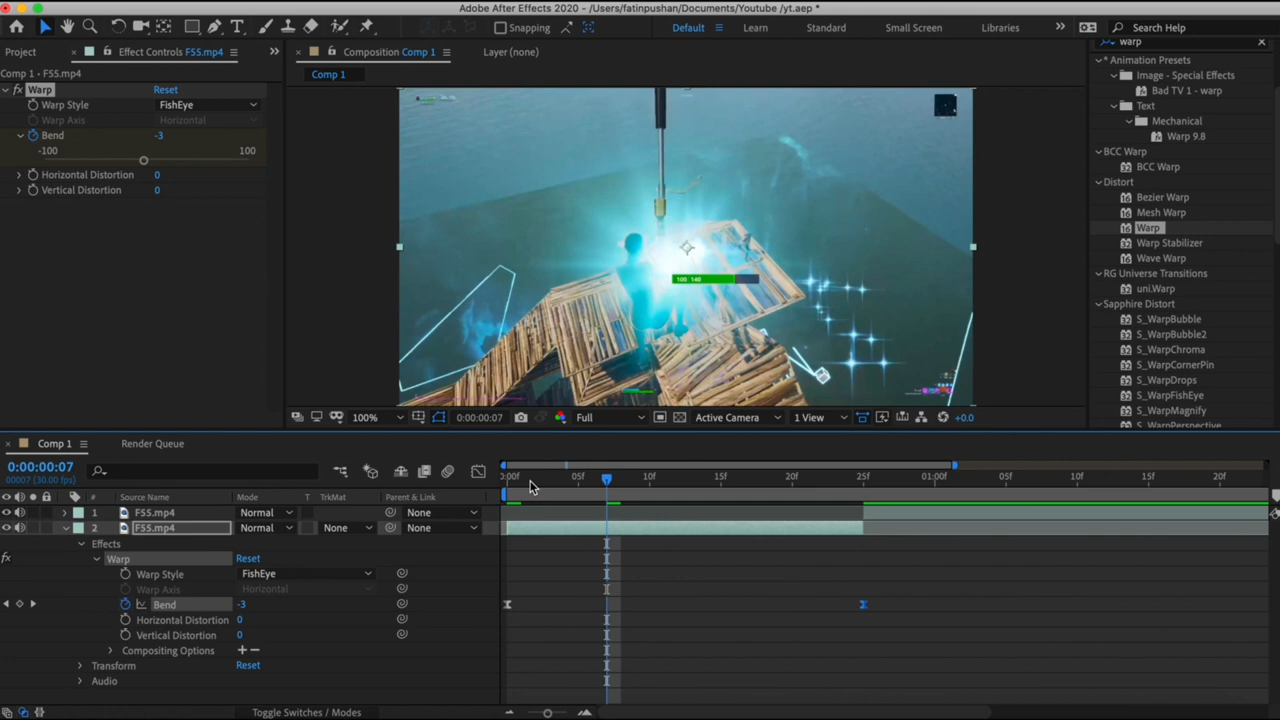 Adobe After Effects 2020 - /Users/fatinpushan/Documents/Youtube /yt.aep *
Snapping
Default
Learn
Standard
Small Screen
Libraries
Search Help
Project
Effect Controls F55.mp4
Composition Comp 1
Layer (none)
warp
Comp 1 • F55.mp4
Comp 1
fx Warp Reset
Warp Style FishEye
Warp Axis Horizontal
Bend -3
-100 100
Horizontal Distortion 0
Vertical Distortion 0
100 140
* Animation Presets
Image - Special Effects
Bad TV 1 - warp
Text
Mechanical
Warp 9.8
BCC Warp
BCC Warp
Distort
Bezier Warp
Mesh Warp
Warp
Warp Stabilizer
Wave Warp
RG Universe Transitions
uni.Warp
Sapphire Distort
S_WarpBubble
S_WarpBubble2
S_WarpChroma
S_WarpCornerPin
S_WarpDrops
S_WarpFishEye
S_WarpMagnify
S_WarpPerspective
100% 0:00:00:07 Full Active Camera 1 View +0.0
Comp 1 Render Queue
0:00:00:07
00007 (30.00 fps)
0:00f 05f 10f 15f 20f 25f 01:00f 05f 10f 15f 20f
# Source Name Mode T TrkMat Parent & Link
1 F55.mp4 Normal None
2 F55.mp4 Normal None None
Effects
fx Warp Reset
Warp Style FishEye
Warp Axis Horizontal
Bend -3
Horizontal Distortion 0
Vertical Distortion 0
Compositing Options + −
Transform Reset
Audio
Toggle Switches / Modes